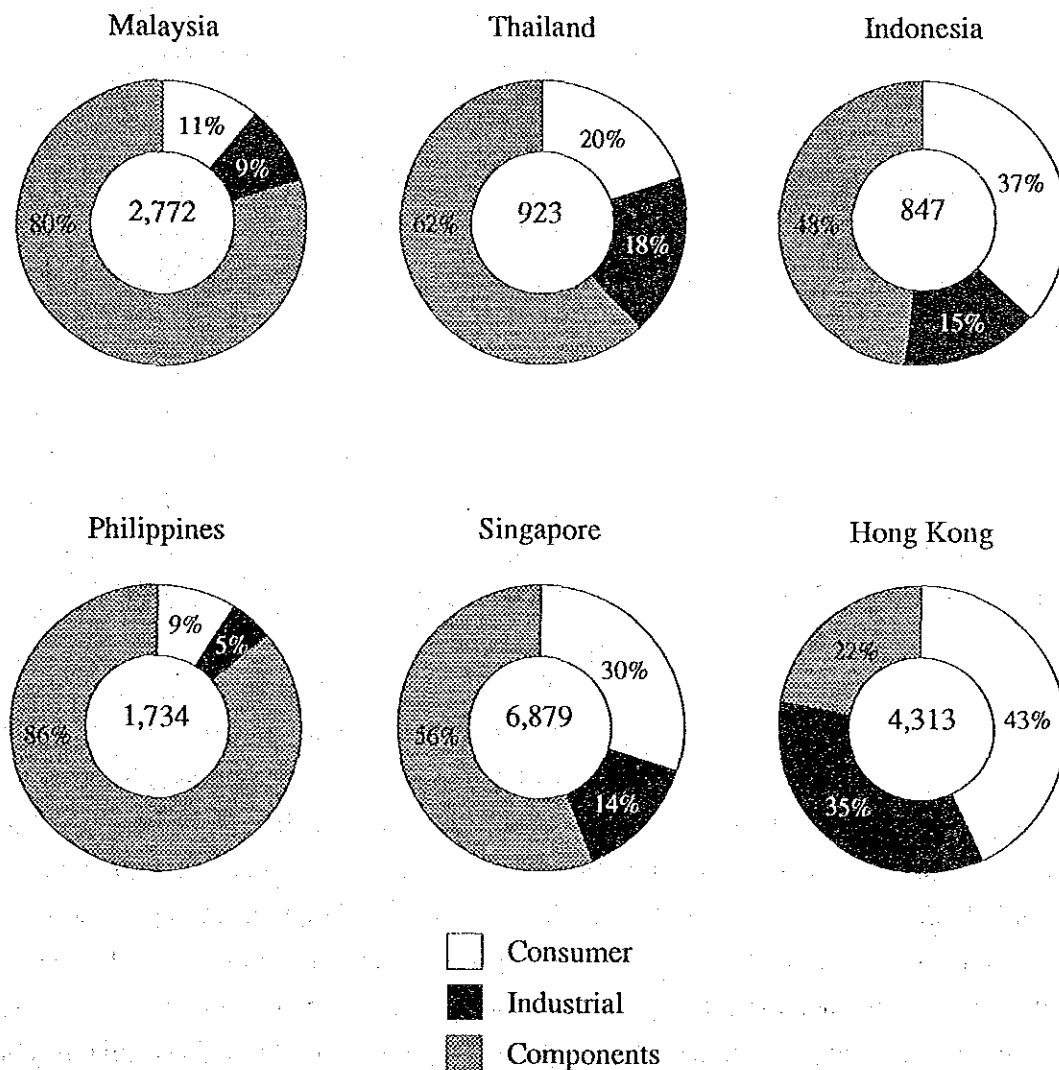 Malaysia
11%
9%
80%
2,772
Thailand
20%
18%
62%
923
Indonesia
37%
15%
48%
847
Philippines
9%
5%
86%
1,734
Singapore
30%
14%
56%
6,879
Hong Kong
43%
35%
22%
4,313
Consumer
Industrial
Components